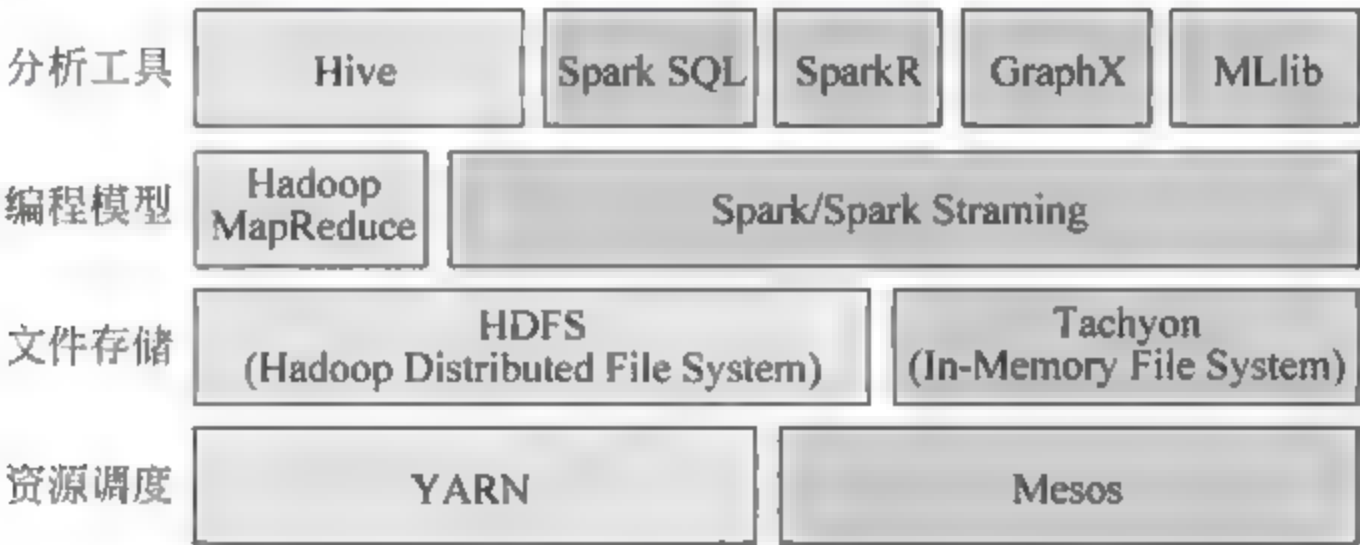 分析工具
Hive
Spark SQL
SparkR
GraphX
MLlib
编程模型
Hadoop
MapReduce
Spark/Spark Straming
文件存储
HDFS
(Hadoop Distributed File System)
Tachyon
(In-Memory File System)
资源调度
YARN
Mesos